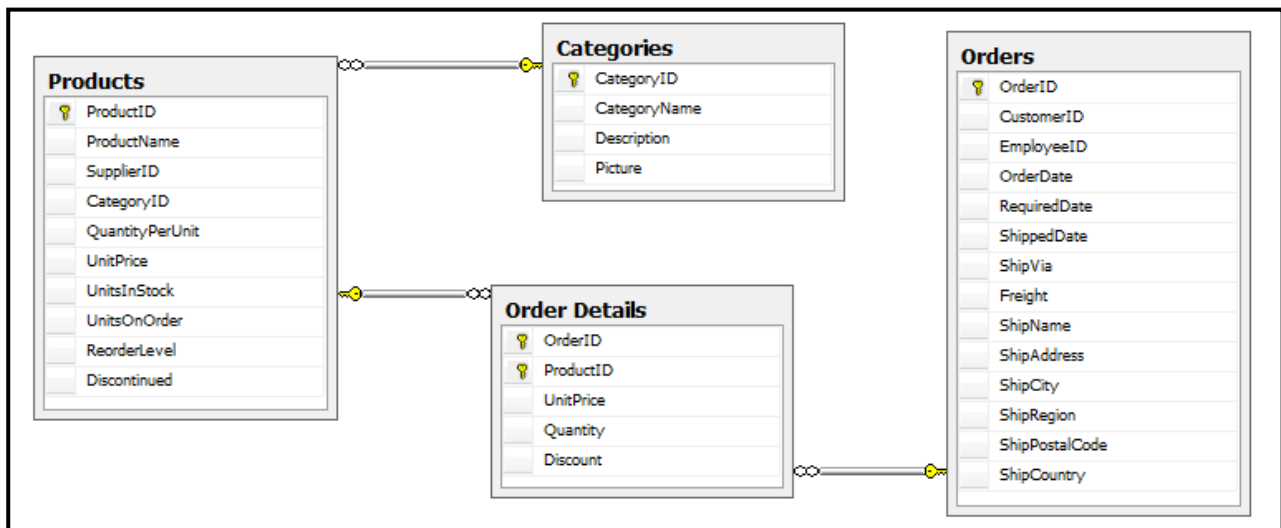 Products
ProductID
ProductName
SupplierID
CategoryID
QuantityPerUnit
UnitPrice
UnitsInStock
UnitsOnOrder
ReorderLevel
Discontinued
Categories
CategoryID
CategoryName
Description
Picture
Order Details
OrderID
ProductID
UnitPrice
Quantity
Discount
Orders
OrderID
CustomerID
EmployeeID
OrderDate
RequiredDate
ShippedDate
ShipVia
Freight
ShipName
ShipAddress
ShipCity
ShipRegion
ShipPostalCode
ShipCountry